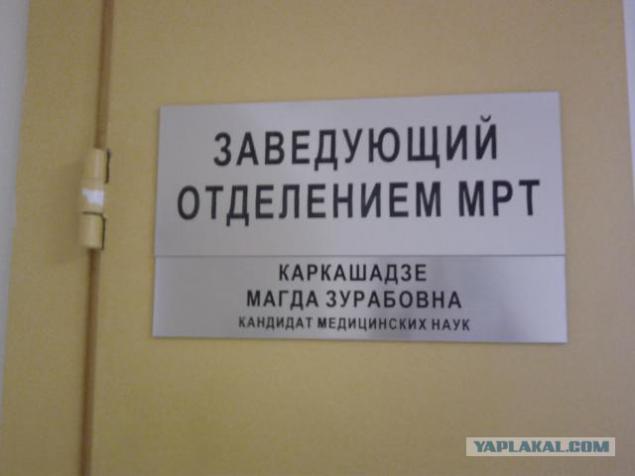 ЗАВЕДУЮЩИЙ
ОТДЕЛЕНИЕМ МРТ
КАРКАШАДЗЕ
МАГДА ЗУРАБОВНА
КАНДИДАТ МЕДИЦИНСКИХ НАУК
YAPLAKAL.COM